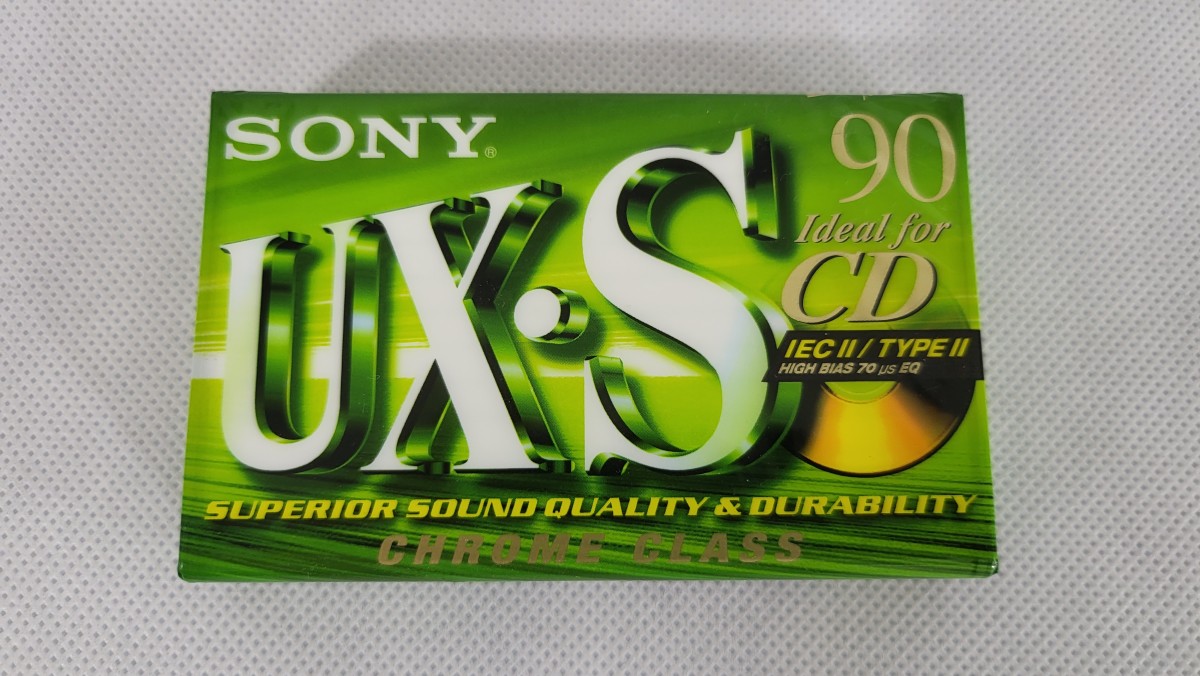 SONY®
90
UX·S
Ideal for
CD
IEC II / TYPE II
HIGH BIAS 70 µs EQ
SUPERIOR SOUND QUALITY & DURABILITY
CHROME CLASS